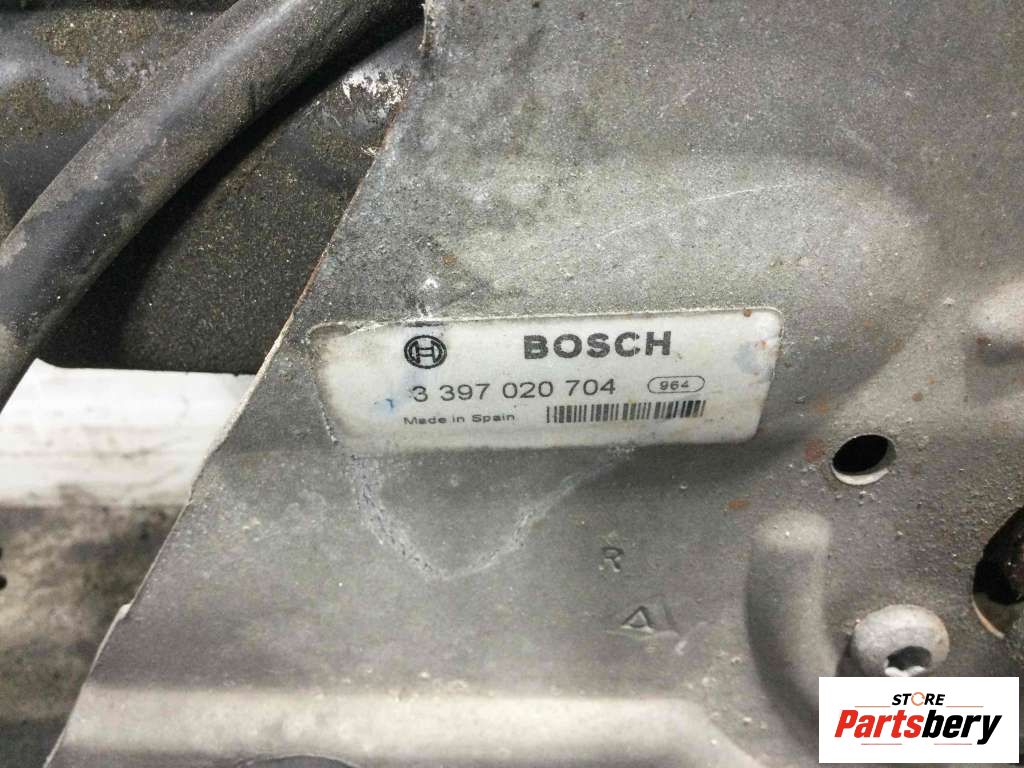 BOSCH
3 397 020 704 964
Made in Spain
R
STORE
Partsbery